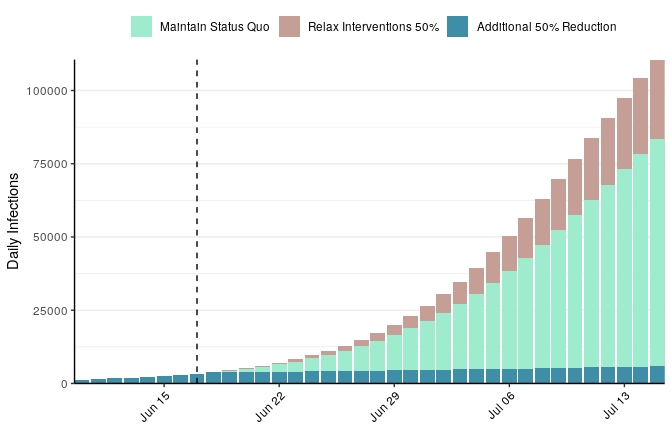 Maintain Status Quo Relax Interventions 50% Additional 50% Reduction
Daily Infections
100000
75000
50000
25000
0
Jun 15 Jun 22 Jun 29 Jul 06 Jul 13